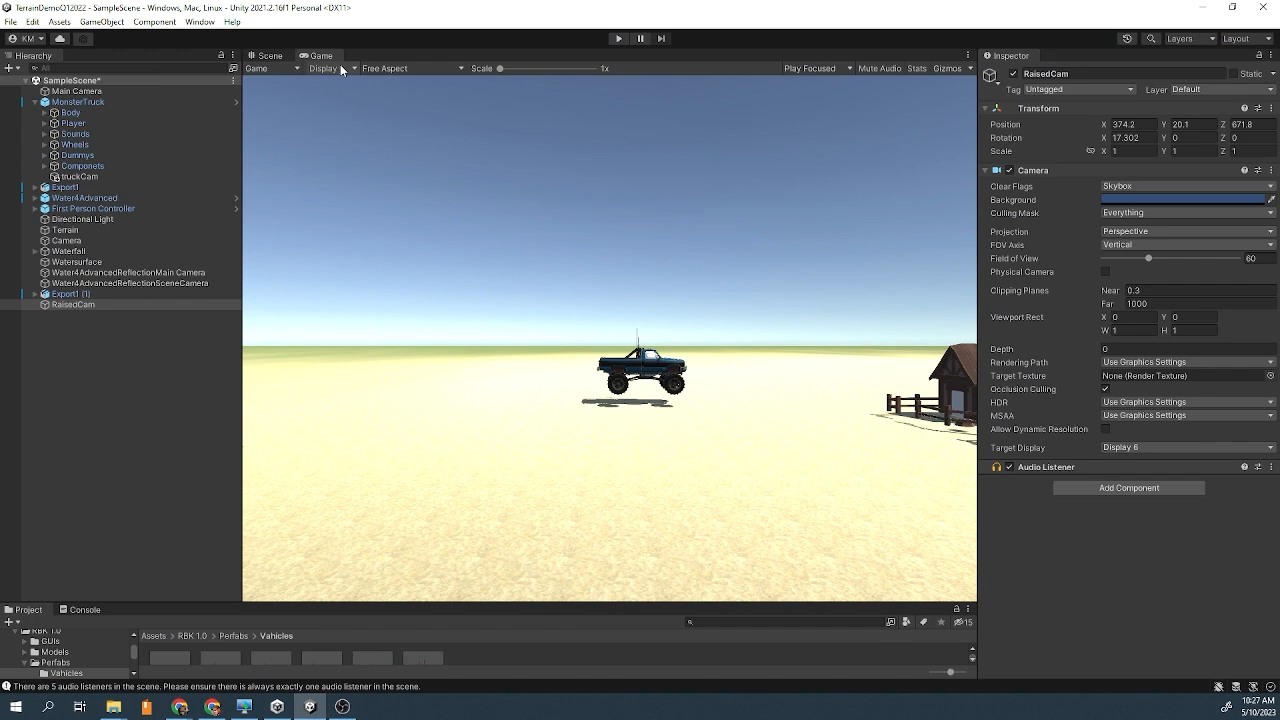 TerrainDemoQ12022 - SampleScene - Windows, Mac, Linux - Unity 2021.2.16f1 Personal <DX11>
File Edit Assets GameObject Component Window Help
KM Layers Layout
Hierarchy Scene Game Inspector
All Game Display Free Aspect Scale 1x Play Focused Mute Audio Stats Gizmos RaisedCam Static
SampleScene*
Tag Untagged Layer Default
Main Camera
MonsterTruck Transform
Body
Player Position X 374.2 Y 20.1 Z 671.8
Sounds Rotation X 17.302 Y 0 Z 0
Wheels Scale X 1 Y 1 Z 1
Dummys
Componets Camera
truckCam
Export1 Clear Flags Skybox
Water4Advanced Background
First Person Controller Culling Mask Everything
Directional Light
Terrain Projection Perspective
Camera FOV Axis Vertical
Waterfall Field of View 60
Watersurface Physical Camera
Water4AdvancedReflectionMain Camera
Water4AdvancedReflectionSceneCamera Clipping Planes Near 0.3
Export1 (1) Far 1000
RaisedCam
Viewport Rect X 0 Y 0
W 1 H 1
Depth 0
Rendering Path Use Graphics Settings
Target Texture None (Render Texture)
Occlusion Culling
HDR Use Graphics Settings
MSAA Use Graphics Settings
Allow Dynamic Resolution
Target Display Display 6
Audio Listener
Add Component
Project Console
15
RBK 1.0 Assets > RBK 1.0 > Perfabs > Vahicles
GUIs
Models
Perfabs
Vahicles
There are 5 audio listeners in the scene. Please ensure there is always exactly one audio listener in the scene.
10:27 AM
5/10/2023